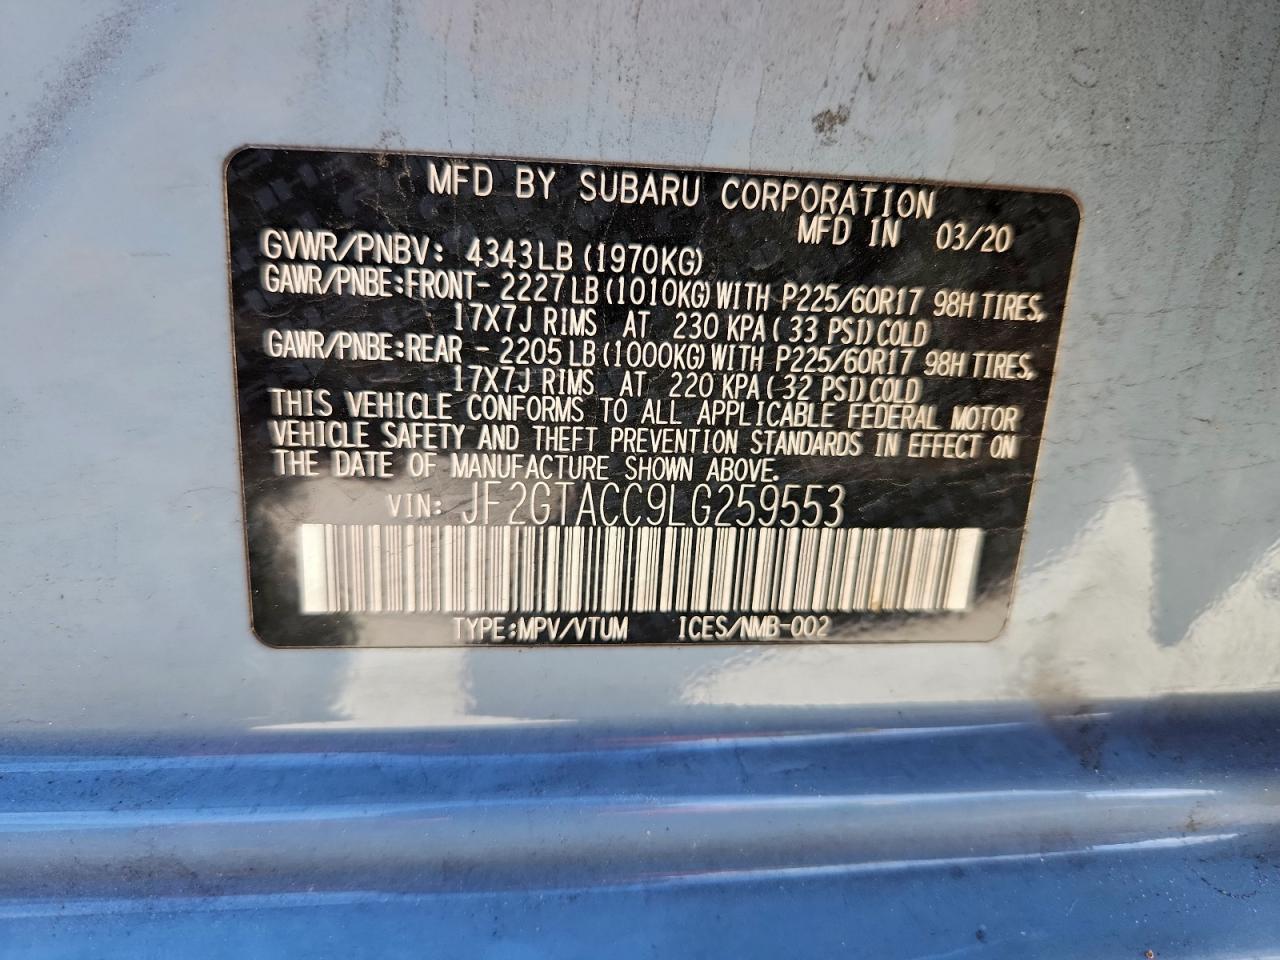 MFD BY SUBARU CORPORATION
MFD IN 03/20
GVWR/PNBV: 4343LB(1970KG)
GAWR/PNBE:FRONT- 2227LB(1010KG)WITH P225/60R17 98H TIRES,
17X7J RIMS AT 230 KPA( 33 PSI)COLD
GAWR/PNBE:REAR - 2205LB(1000KG)WITH P225/60R17 98H TIRES,
17X7J RIMS AT 220 KPA( 32 PSI)COLD
THIS VEHICLE CONFORMS TO ALL APPLICABLE FEDERAL MOTOR
VEHICLE SAFETY AND THEFT PREVENTION STANDARDS IN EFFECT ON
THE DATE OF MANUFACTURE SHOWN ABOVE.
VIN: JF2GTACC9LG259553
TYPE:MPV/VTUM ICES/NMB-002